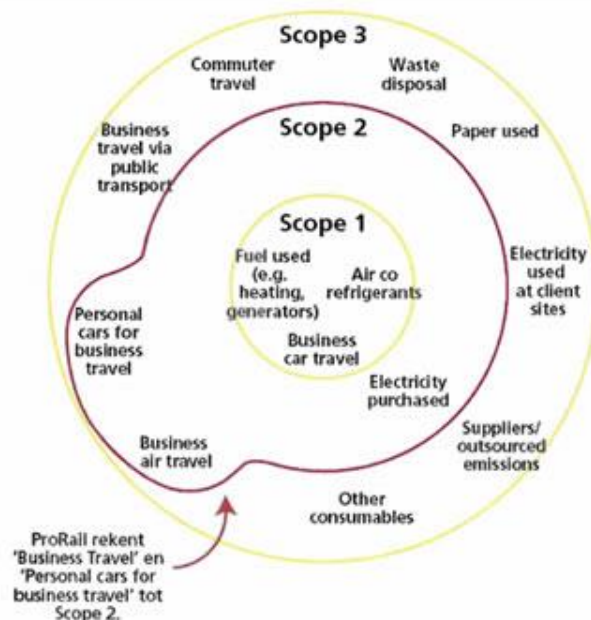 Scope 3
Commuter
travel
Waste
disposal
Business
travel via
public
transport
Scope 2
Paper used
Scope 1
Fuel used
(e.g.
heating,
generators)
Air co
refrigerants
Business
car travel
Electricity
used
at client
sites
Personal
cars for
business
travel
Electricity
purchased
Business
air travel
Suppliers/
outsourced
emissions
Other
consumables
ProRail rekent
'Business Travel' en
'Personal cars for
business travel' tot
Scope 2.